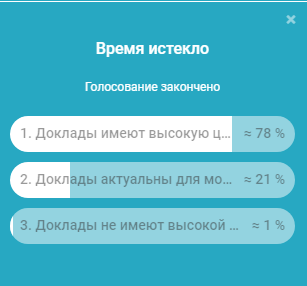 ×
Время истекло
Голосование закончено
1. Доклады имеют высокую ц... ≈ 78 %
2. Доклады актуальны для мо... ≈ 21 %
3. Доклады не имеют высокой ... ≈ 1 %